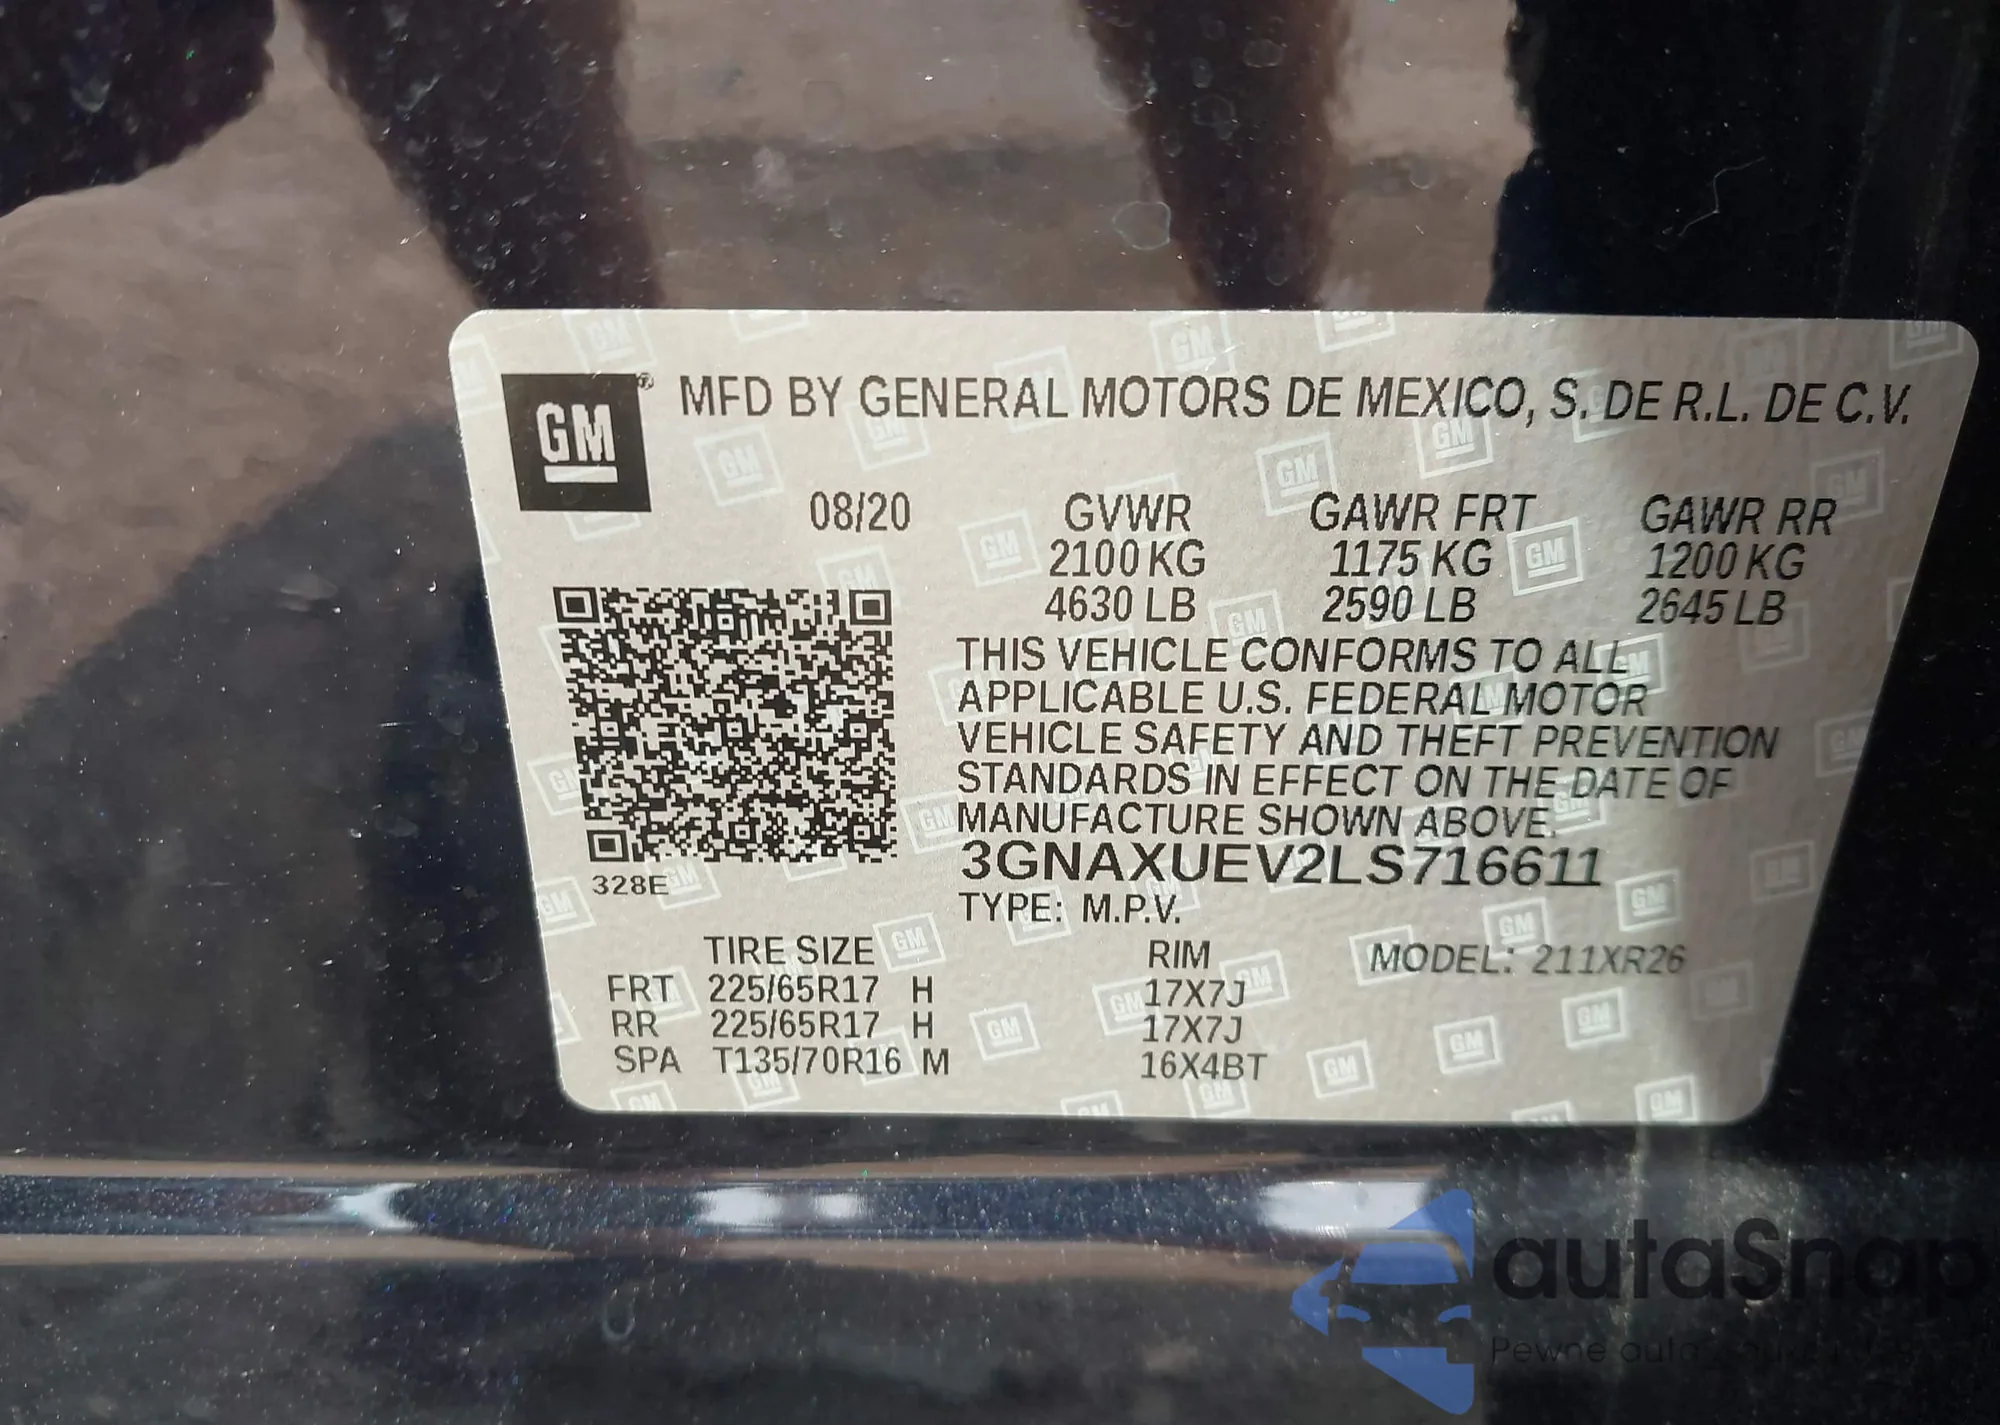 GM
MFD BY GENERAL MOTORS DE MEXICO, S. DE R.L. DE C.V.
08/20 GVWR GAWR FRT GAWR RR
2100 KG 1175 KG 1200 KG
4630 LB 2590 LB 2645 LB
THIS VEHICLE CONFORMS TO ALL
APPLICABLE U.S. FEDERAL MOTOR
VEHICLE SAFETY AND THEFT PREVENTION
STANDARDS IN EFFECT ON THE DATE OF
MANUFACTURE SHOWN ABOVE.
3GNAXUEV2LS716611
328E
TYPE: M.P.V.
TIRE SIZE RIM MODEL: 211XR26
FRT 225/65R17 H 17X7J
RR 225/65R17 H 17X7J
SPA T135/70R16 M 16X4BT
autaSnap
Pewne auta